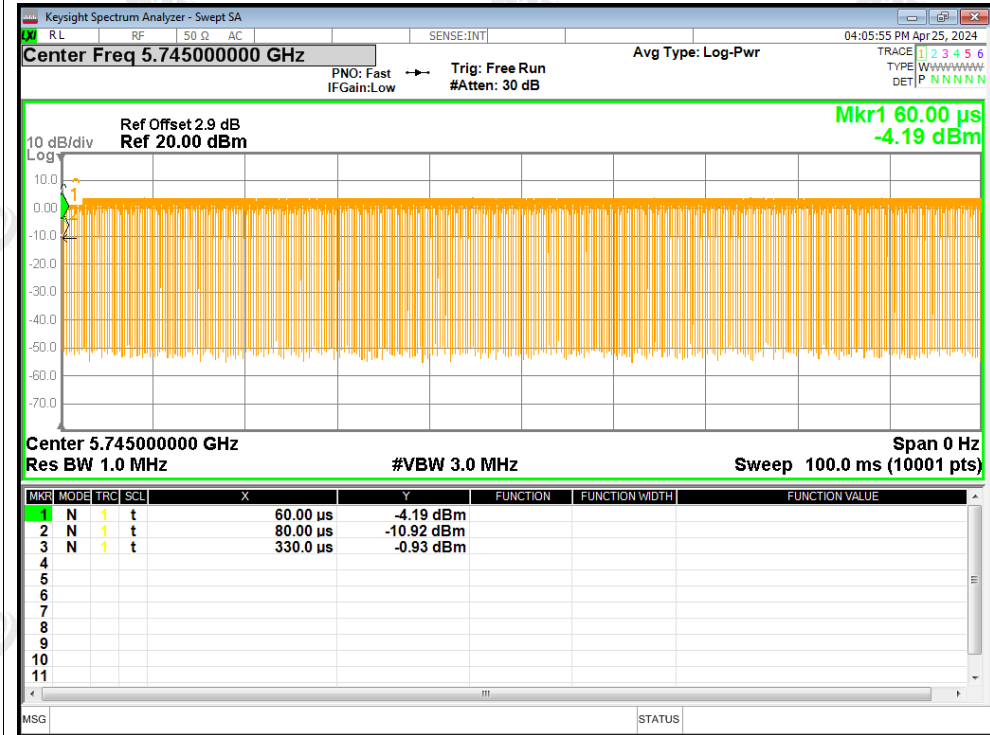 Keysight Spectrum Analyzer - Swept SA
LXI RL RF 50 Ω AC SENSE:INT 04:05:55 PM Apr 25, 2024
Center Freq 5.745000000 GHz Avg Type: Log-Pwr TRACE 1 2 3 4 5 6
PNO: Fast Trig: Free Run TYPE WWWWWW
IFGain:Low #Atten: 30 dB DET P N N N N N
Mkr1 60.00 µs
Ref Offset 2.9 dB
10 dB/div Ref 20.00 dBm -4.19 dBm
Log
10.0
1
0.00
2
-10.0
-20.0
-30.0
-40.0
-50.0
-60.0
-70.0
Center 5.745000000 GHz Span 0 Hz
Res BW 1.0 MHz #VBW 3.0 MHz Sweep 100.0 ms (10001 pts)
MKR MODE TRC SCL X Y FUNCTION FUNCTION WIDTH FUNCTION VALUE
1 N 1 t 60.00 µs -4.19 dBm
2 N 1 t 80.00 µs -10.92 dBm
3 N 1 t 330.0 µs -0.93 dBm
4
5
6
7
8
9
10
11
MSG STATUS